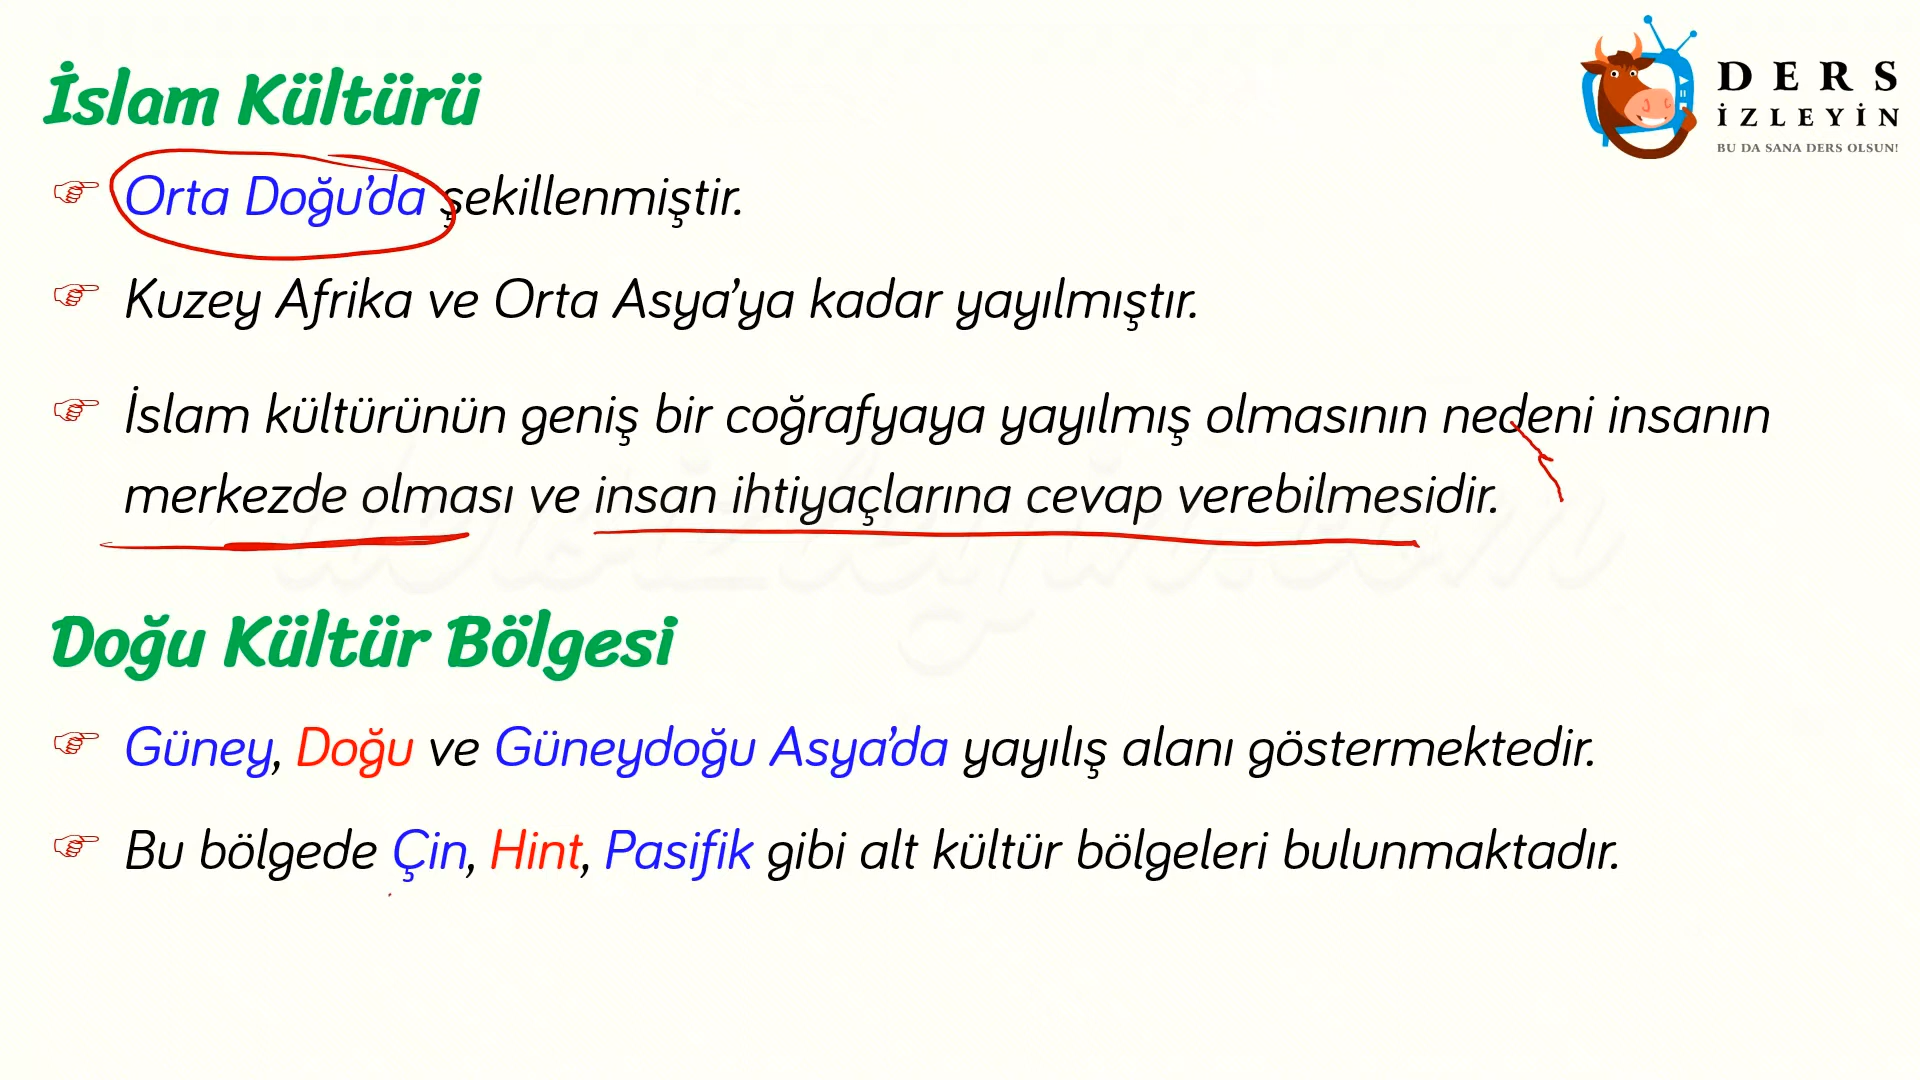 İslam Kültürü
DERS
İZLEYİN
BU DA SANA DERS OLSUN!
Orta Doğu’da şekillenmiştir.
Kuzey Afrika ve Orta Asya’ya kadar yayılmıştır.
İslam kültürünün geniş bir coğrafyaya yayılmış olmasının nedeni insanın
merkezde olması ve insan ihtiyaçlarına cevap verebilmesidir.
Doğu Kültür Bölgesi
Güney, Doğu ve Güneydoğu Asya’da yayılış alanı göstermektedir.
Bu bölgede Çin, Hint, Pasifik gibi alt kültür bölgeleri bulunmaktadır.